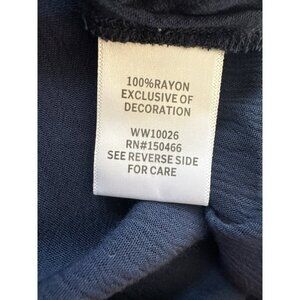 100%RAYON
EXCLUSIVE OF
DECORATION
WW10026
RN#150466
SEE REVERSE SIDE
FOR CARE